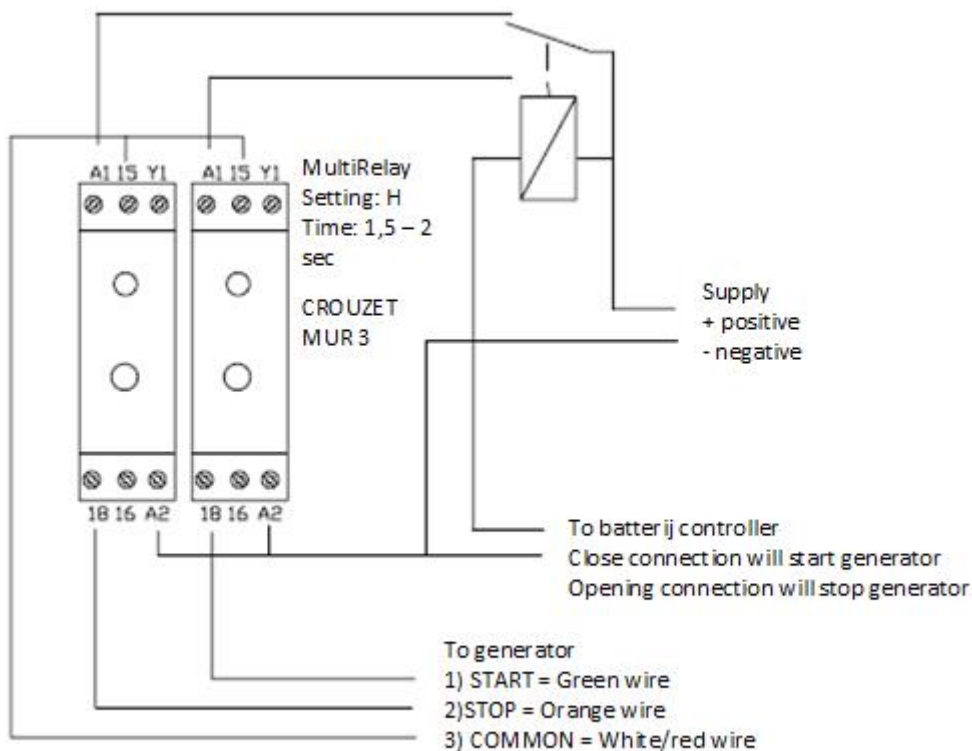 A1 15 Y1
A1 15 Y1
MultiRelay
Setting: H
Time: 1,5 – 2
sec
CROUZET
MUR 3
Supply
+ positive
- negative
18 16 A2
18 16 A2
To batterij controller
Close connection will start generator
Opening connection will stop generator
To generator
1) START = Green wire
2)STOP = Orange wire
3) COMMON = White/red wire